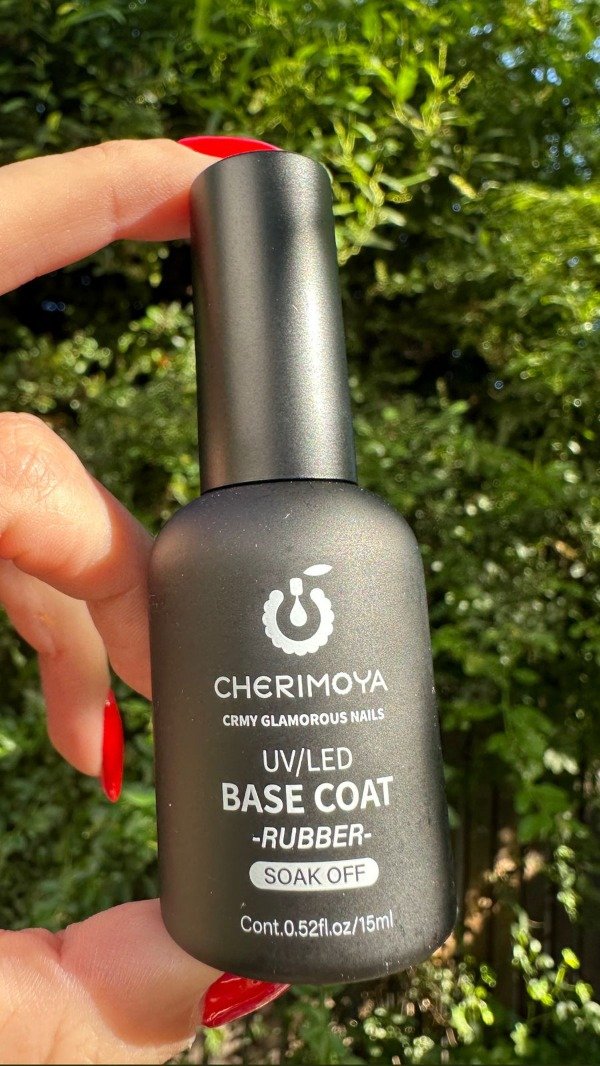 CHERIMOYA
CRMY GLAMOROUS NAILS
UV/LED
BASE COAT
-RUBBER-
SOAK OFF
Cont.0.52fl.oz/15ml